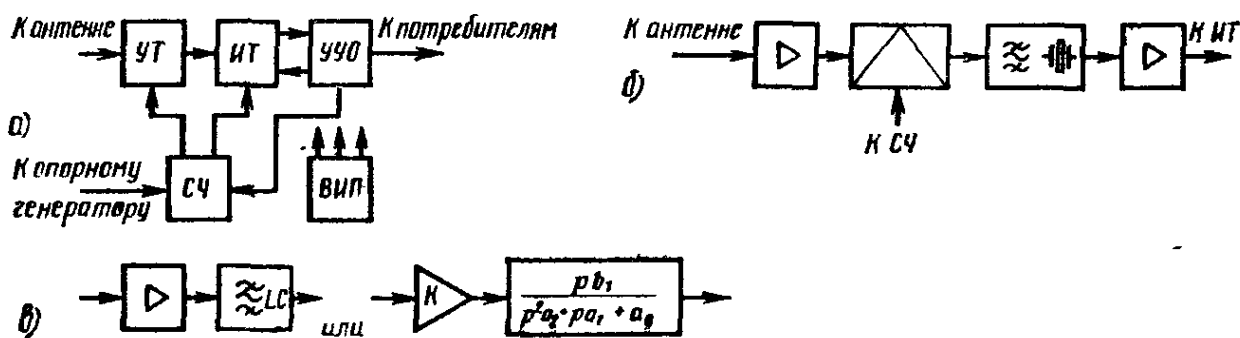 К антенне
УТ
ИТ
УУО
К потребителям
а)
К опорному
генератору
СЧ
ВИП
К антенне
К ИТ
б)
К СЧ
в)
LC
или
К
pb₁
p²a₂+pa₁+a₀